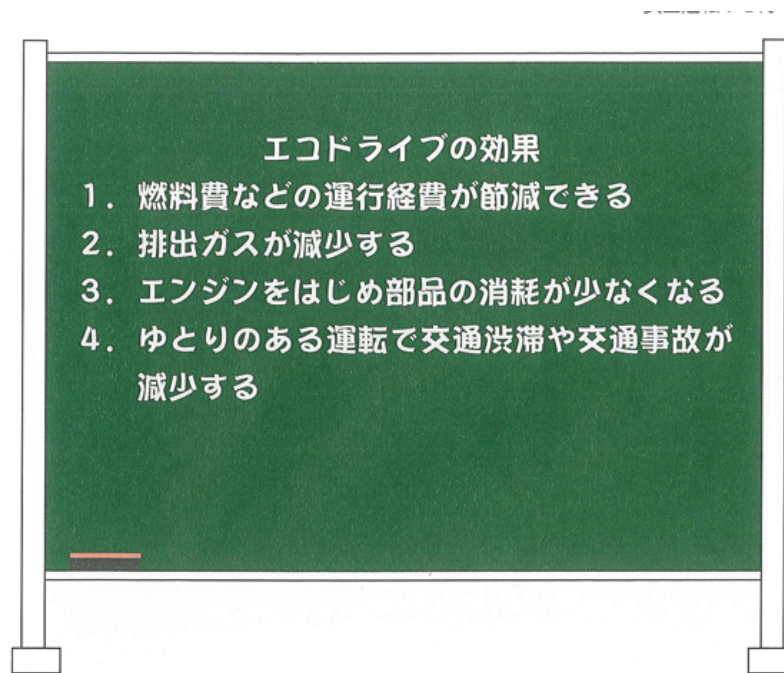 エコドライブの効果
1. 燃料費などの運行経費が節減できる
2. 排出ガスが減少する
3. エンジンをはじめ部品の消耗が少なくなる
4. ゆとりのある運転で交通渋滞や交通事故が
減少する